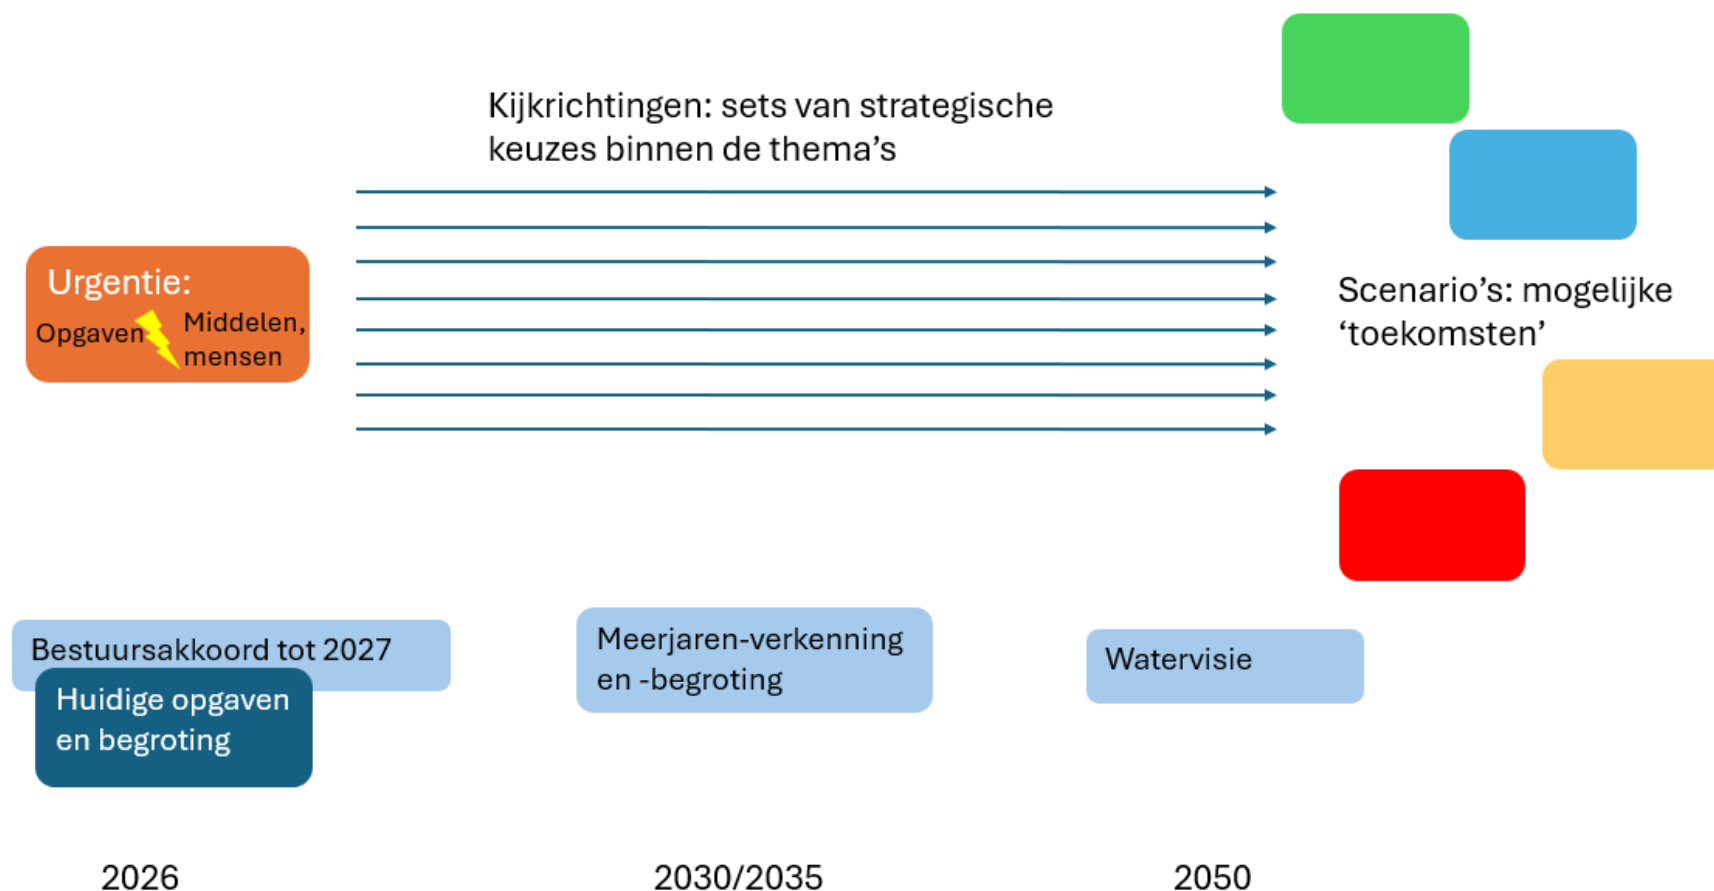 Kijkrichtingen: sets van strategische
keuzes binnen de thema’s
Urgentie:
Opgaven
Middelen,
mensen
Scenario’s: mogelijke
‘toekomsten’
Bestuursakkoord tot 2027
Huidige opgaven
en begroting
Meerjaren-verkenning
en -begroting
Watervisie
2026
2030/2035
2050